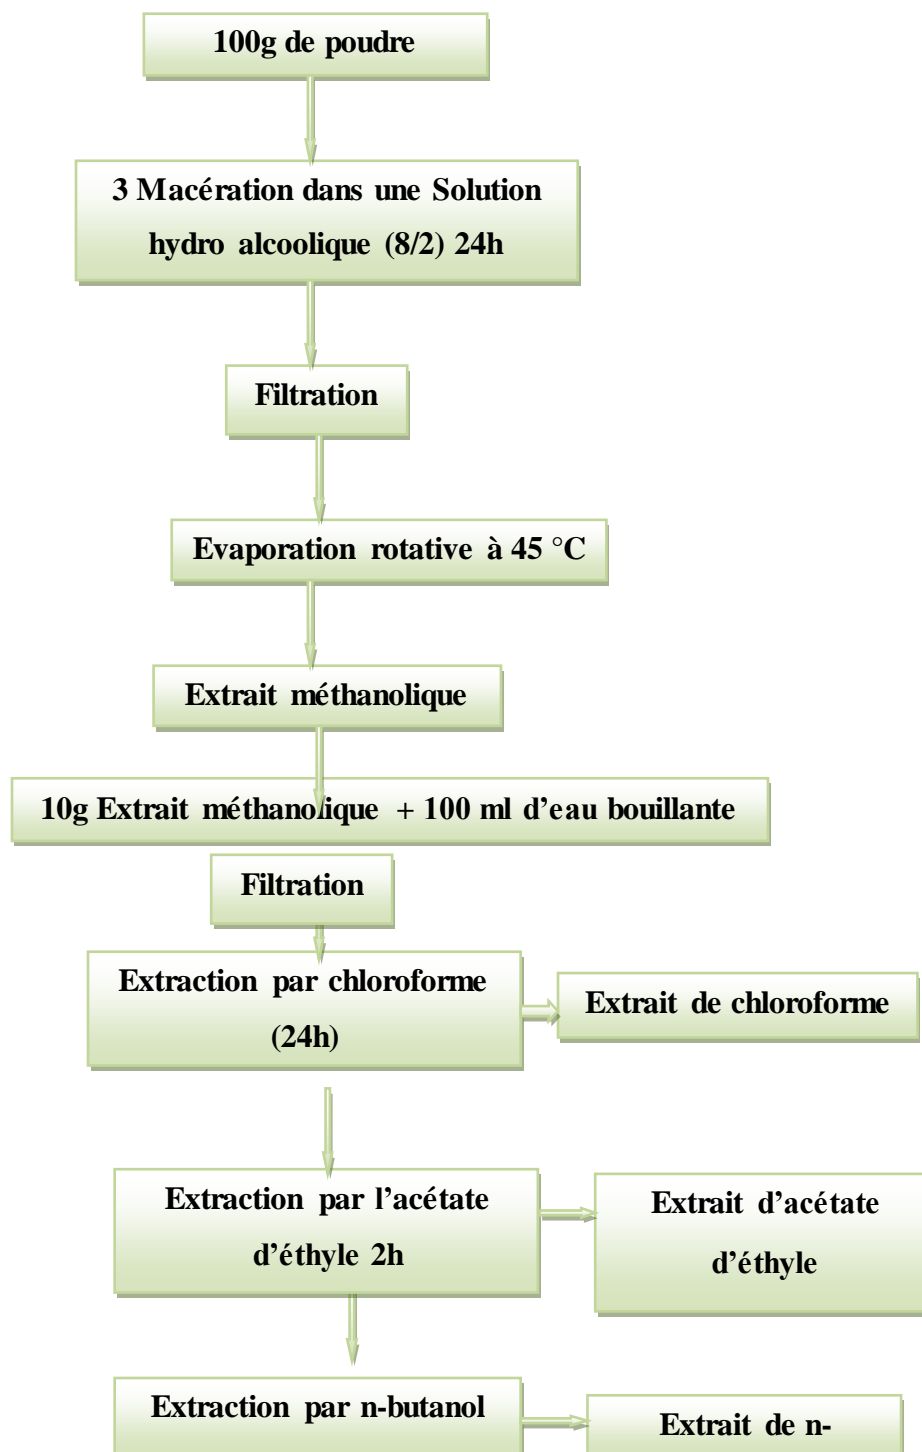 100g de poudre
3 Macération dans une Solution
hydro alcoolique (8/2) 24h
Filtration
Evaporation rotative à 45 °C
Extrait méthanolique
10g Extrait méthanolique + 100 ml d’eau bouillante
Filtration
Extraction par chloroforme
(24h)
Extrait de chloroforme
Extraction par l’acétate
d’éthyle 2h
Extrait d’acétate
d’éthyle
Extraction par n-butanol
Extrait de n-